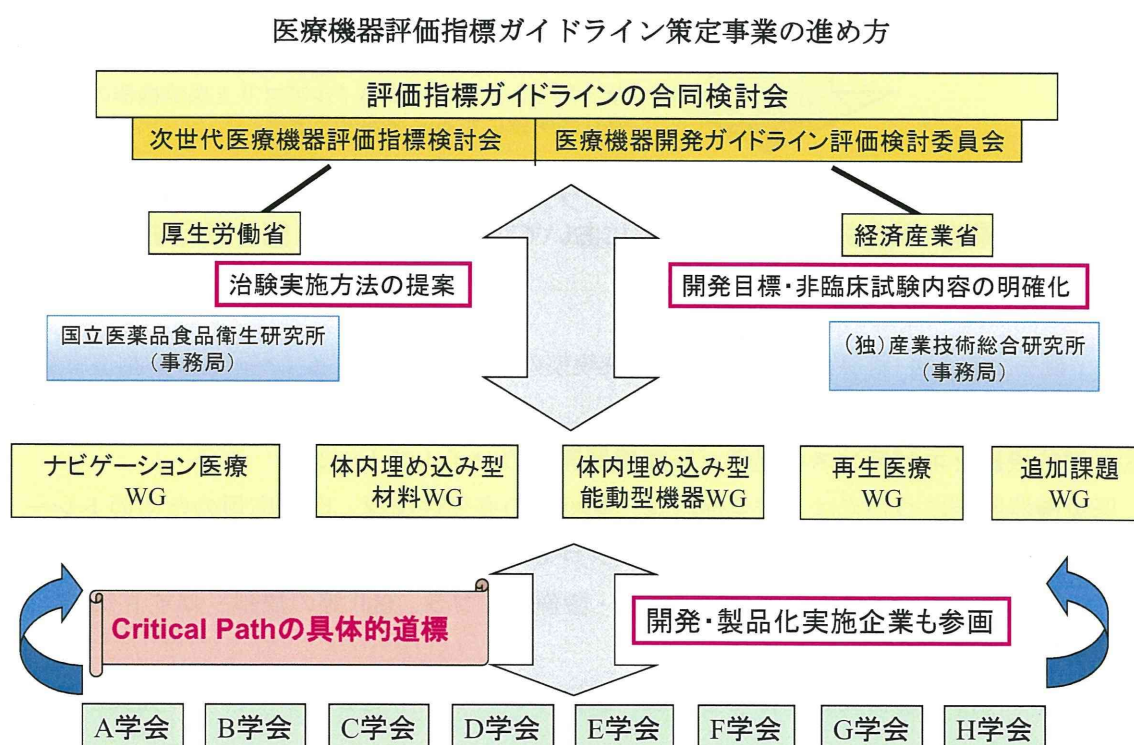 医療機器評価指標ガイドライン策定事業の進め方
評価指標ガイドラインの合同検討会
次世代医療機器評価指標検討会
医療機器開発ガイドライン評価検討委員会
厚生労働省
経済産業省
治験実施方法の提案
開発目標・非臨床試験内容の明確化
国立医薬品食品衛生研究所
（事務局）
（独）産業技術総合研究所
（事務局）
ナビゲーション医療
WG
体内埋め込み型
材料WG
体内埋め込み型
能動型機器WG
再生医療
WG
追加課題
WG
Critical Pathの具体的道標
開発・製品化実施企業も参画
A学会
B学会
C学会
D学会
E学会
F学会
G学会
H学会